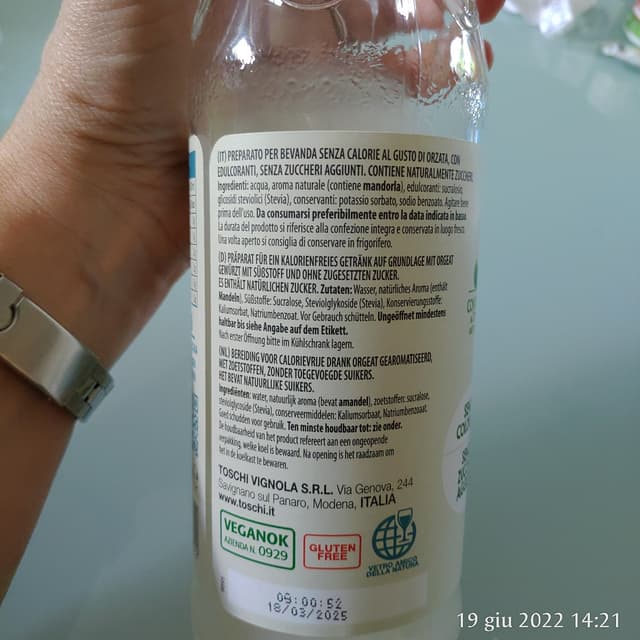 (IT) PREPARATO PER BEVANDA SENZA CALORIE AL GUSTO DI ORZATA, CON
EDULCORANTI, SENZA ZUCCHERI AGGIUNTI. CONTIENE NATURALMENTE ZUCCHERI.
Ingredienti: acqua, aroma naturale (contiene mandorla), edulcoranti: sucralosio,
glicosidi steviolici (Stevia), conservanti: potassio sorbato, sodio benzoato. Agitare bene
prima dell'uso. Da consumarsi preferibilmente entro la data indicata in basso.
La durata del prodotto si riferisce alla confezione integra e conservata in luogo fresco.
Una volta aperto si consiglia di conservare in frigorifero.
(D) PRÄPARAT FÜR EIN KALORIENFREIES GETRÄNK AUF GRUNDLAGE MIT ORGEAT
GEWÜRZT MIT SÜßSTOFF UND OHNE ZUGESETZTEN ZUCKER.
ES ENTHÄLT NATÜRLICHEN ZUCKER. Zutaten: Wasser, natürliches Aroma (enthält
Mandeln), Süßstoffe: Sucralose, Steviolglykoside (Stevia), Konservierungsstoffe:
Kaliumsorbat, Natriumbenzoat. Vor Gebrauch schütteln. Ungeöffnet mindestens
haltbar bis siehe Angabe auf dem Etikett.
Nach erster Öffnung bitte im Kühlschrank lagern.
(NL) BEREIDING VOOR CALORIEVRIJE DRANK ORGEAT GEAROMATISEERD,
MET ZOETSTOFFEN, ZONDER TOEGEVOEGDE SUIKERS.
HET BEVAT NATUURLIJKE SUIKERS.
Ingrediënten: water, natuurlijk aroma (bevat amandel), zoetstoffen: sucralose,
steviolglycoside (Stevia), conserveermiddelen: Kaliumsorbaat, Natriumbenzoaat.
Goed schudden voor gebruik. Ten minste houdbaar tot: zie onder.
De houdbaarheid van het product refereert aan een ongeopende
verpakking, welke koel is bewaard. Na opening is het raadzaam om
het in de koelkast te bewaren.
TOSCHI VIGNOLA S.R.L. Via Genova, 244
Savignano sul Panaro, Modena, ITALIA
www.toschi.it
VEGANOK
AZIENDA N. 0929
GLUTEN
FREE
VETRO AMICO
DELLA NATURA
09:00:52
18/03/2025
19 giu 2022 14:21